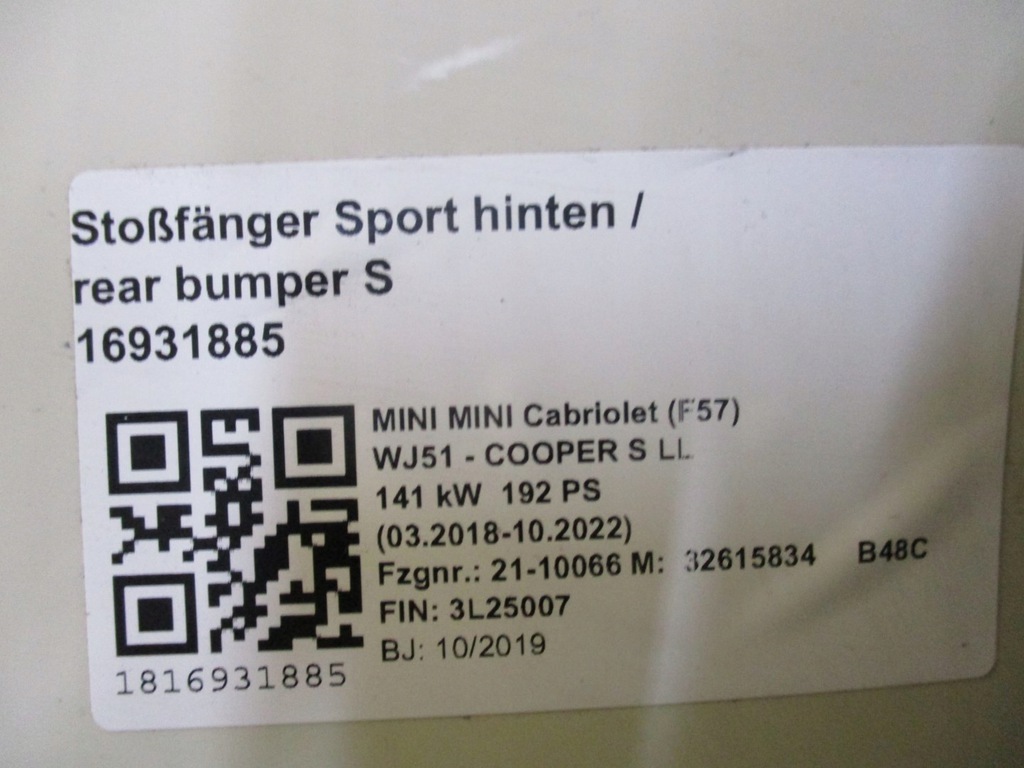 Stoßfänger Sport hinten /
rear bumper S
16931885
MINI MINI Cabriolet (F57)
WJ51 - COOPER S LL
141 kW 192 PS
(03.2018-10.2022)
Fzgnr.: 21-10066 M: 32615834 B48C
FIN: 3L25007
BJ: 10/2019
1816931885